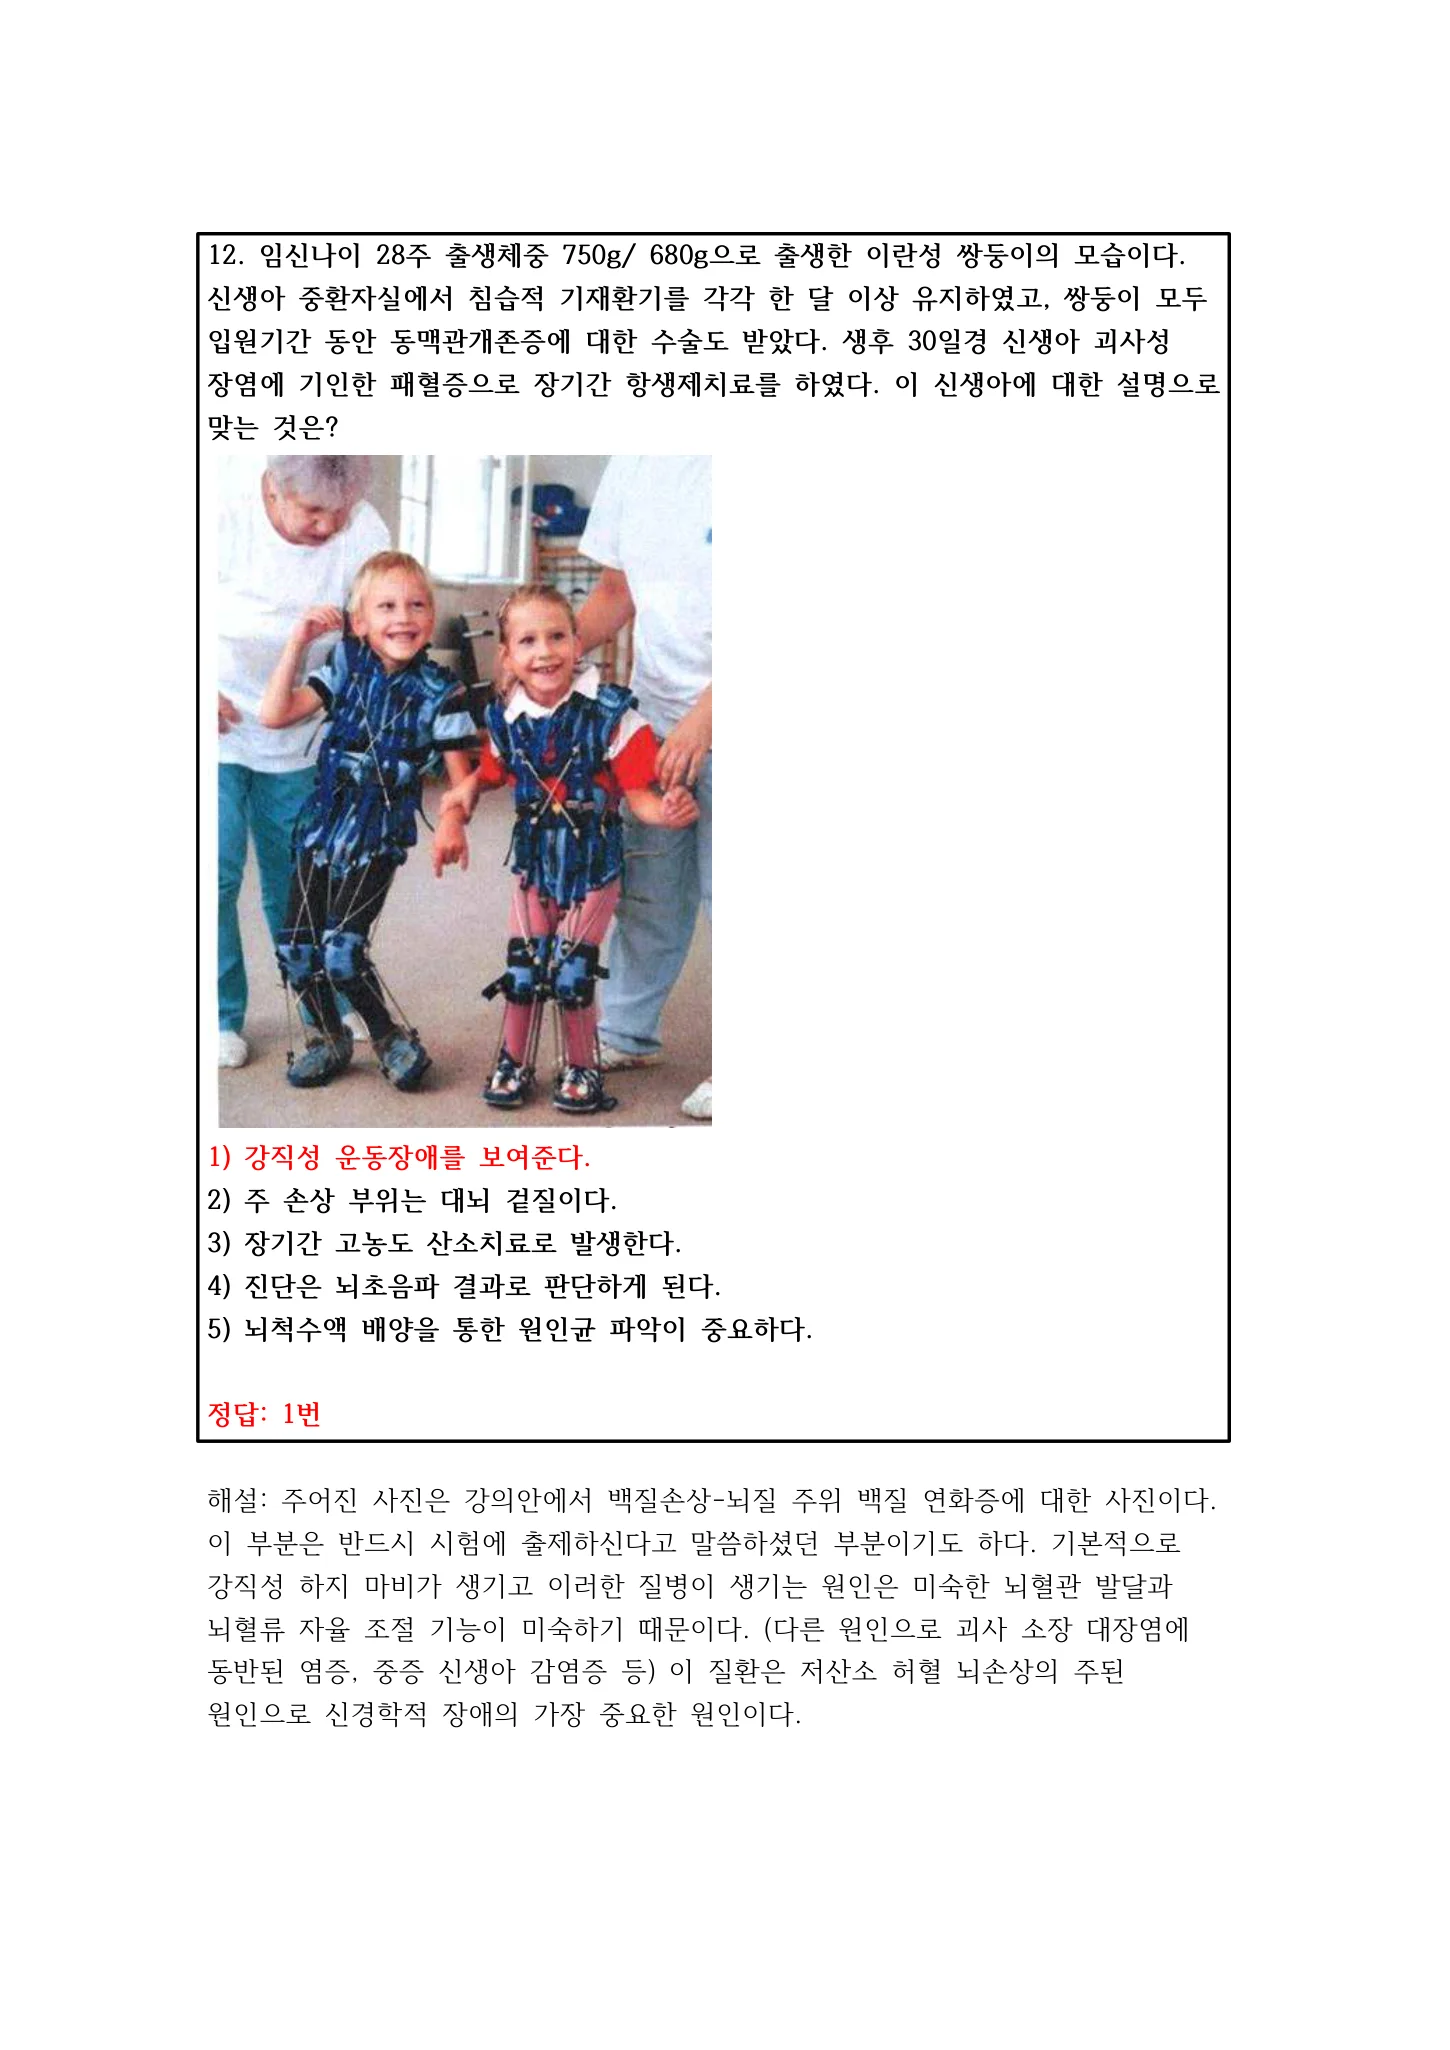 12. 임신나이 28주 출생체중 750g/ 680g으로 출생한 이란성 쌍둥이의 모습이다.
신생아 중환자실에서 침습적 기재환기를 각각 한 달 이상 유지하였고, 쌍둥이 모두
입원기간 동안 동맥관개존증에 대한 수술도 받았다. 생후 30일경 신생아 괴사성
장염에 기인한 패혈증으로 장기간 항생제치료를 하였다. 이 신생아에 대한 설명으로
맞는 것은?
1) 강직성 운동장애를 보여준다.
2) 주 손상 부위는 대뇌 겉질이다.
3) 장기간 고농도 산소치료로 발생한다.
4) 진단은 뇌초음파 결과로 판단하게 된다.
5) 뇌척수액 배양을 통한 원인균 파악이 중요하다.
정답: 1번
해설: 주어진 사진은 강의안에서 백질손상-뇌질 주위 백질 연화증에 대한 사진이다.
이 부분은 반드시 시험에 출제하신다고 말씀하셨던 부분이기도 하다. 기본적으로
강직성 하지 마비가 생기고 이러한 질병이 생기는 원인은 미숙한 뇌혈관 발달과
뇌혈류 자율 조절 기능이 미숙하기 때문이다. (다른 원인으로 괴사 소장 대장염에
동반된 염증, 중증 신생아 감염증 등) 이 질환은 저산소 허혈 뇌손상의 주된
원인으로 신경학적 장애의 가장 중요한 원인이다.